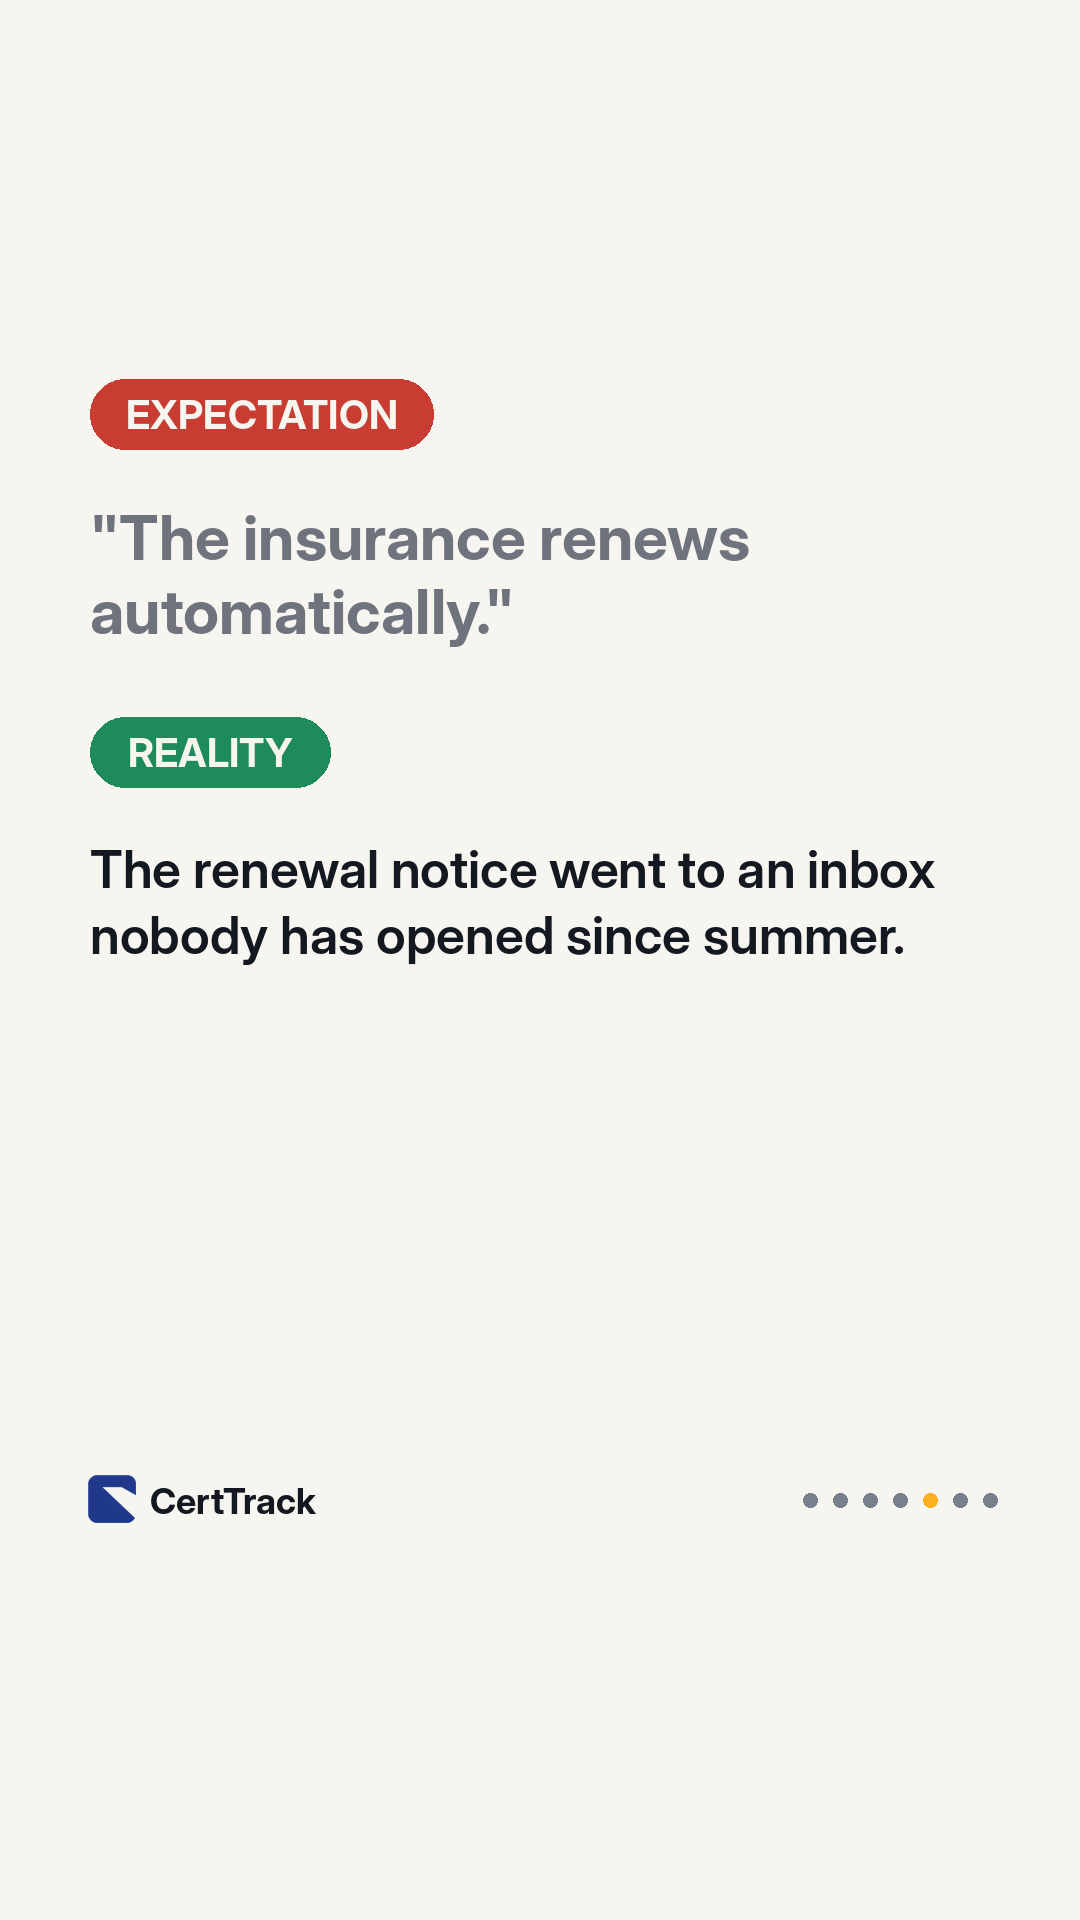 EXPECTATION
"The insurance renews
automatically."
REALITY
The renewal notice went to an inbox
nobody has opened since summer.
CertTrack